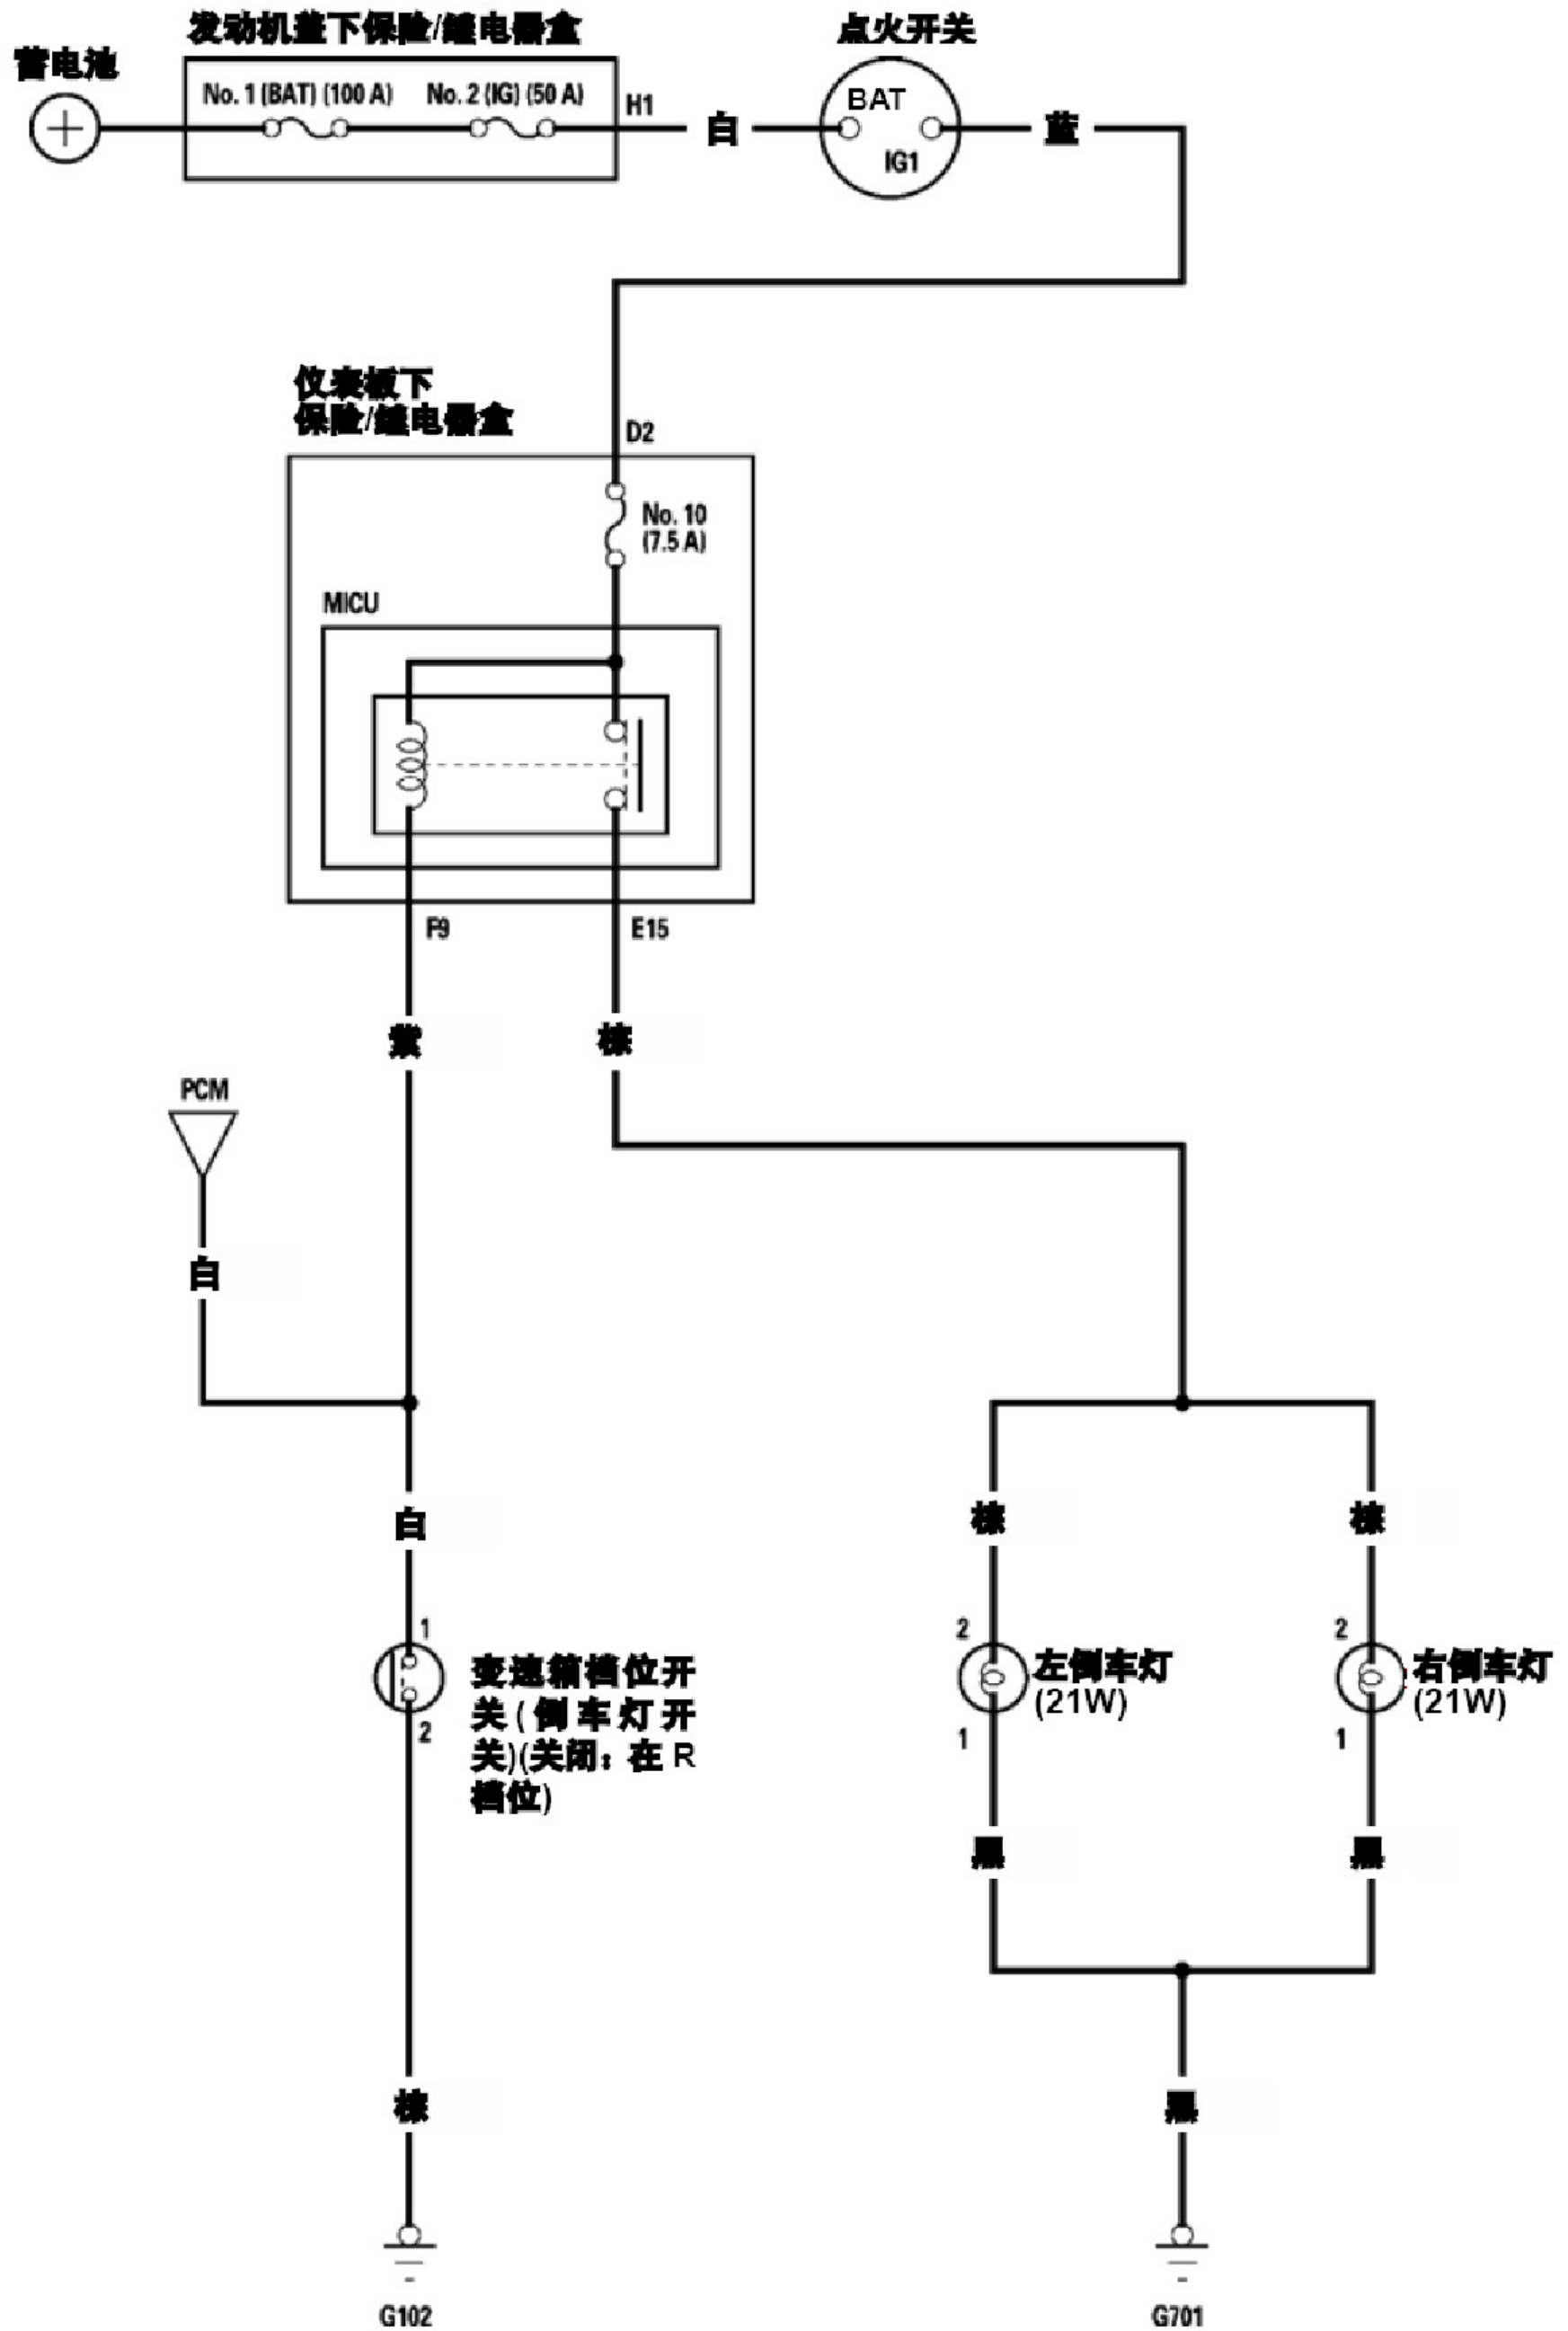 发动机盖下保险/继电器盒
点火开关
蓄电池
No. 1 (BAT) (100 A)
No. 2 (IG) (50 A)
H1
白
BAT
IG1
蓝
仪表板下
保险/继电器盒
D2
No. 10
(7.5 A)
MICU
F9
E15
紫
棕
PCM
白
白
棕
棕
1
2
变速箱档位开
关(倒车灯开
关)(关闭：在 R
档位)
2
左倒车灯
(21W)
1
2
右倒车灯
(21W)
1
黑
黑
棕
黑
G102
G701